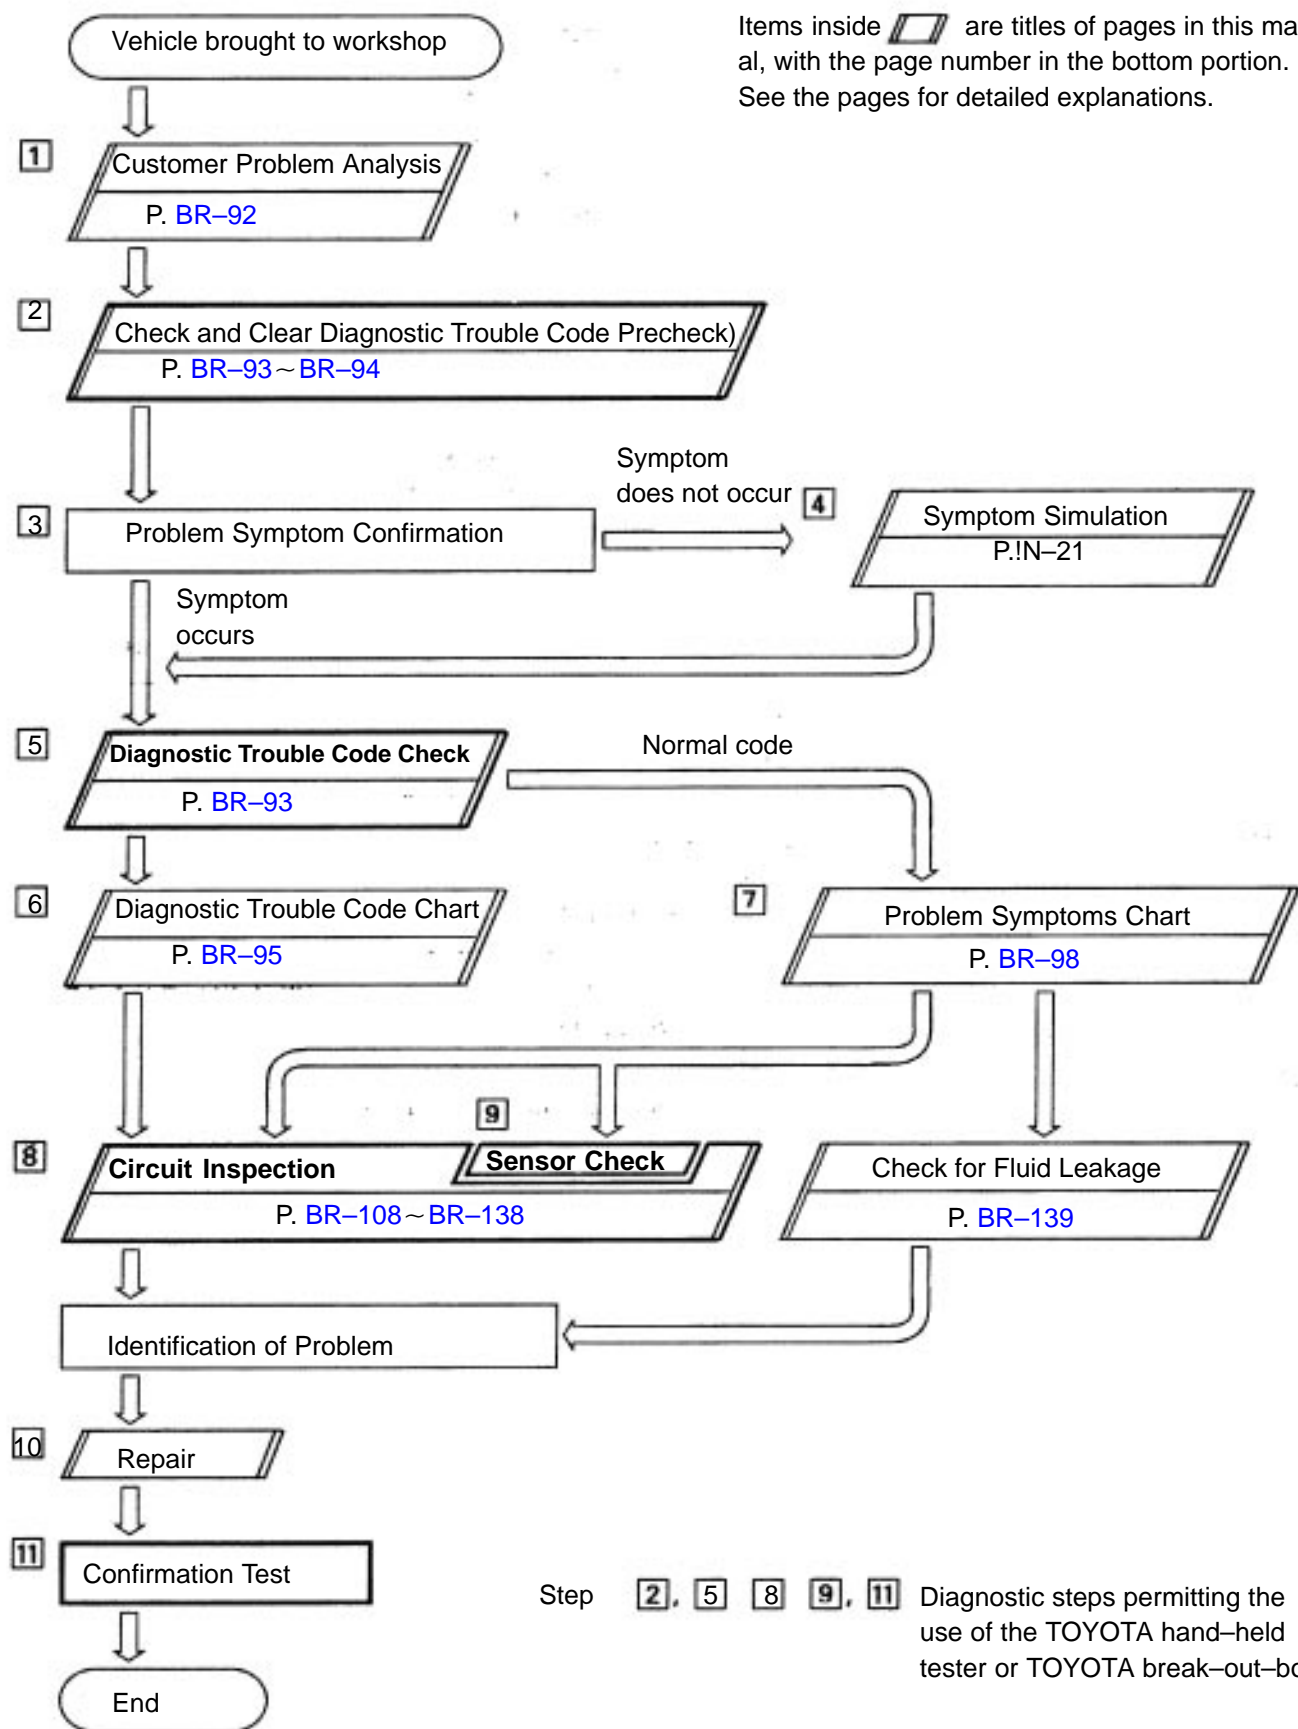 Vehicle brought to workshop
Items inside are titles of pages in this ma
al, with the page number in the bottom portion.
See the pages for detailed explanations.
1
Customer Problem Analysis
P. BR–92
2
Check and Clear Diagnostic Trouble Code Precheck)
P. BR–93~BR–94
Symptom
does not occur
3
Problem Symptom Confirmation
4
Symptom Simulation
P.!N–21
Symptom
occurs
5
Diagnostic Trouble Code Check
P. BR–93
Normal code
6
Diagnostic Trouble Code Chart
P. BR–95
7
Problem Symptoms Chart
P. BR–98
8
Circuit Inspection
9
Sensor Check
P. BR–108~BR–138
Check for Fluid Leakage
P. BR–139
Identification of Problem
10
Repair
11
Confirmation Test
Step 2, 5 8 9, 11 Diagnostic steps permitting the
use of the TOYOTA hand–held
tester or TOYOTA break–out–bo
End